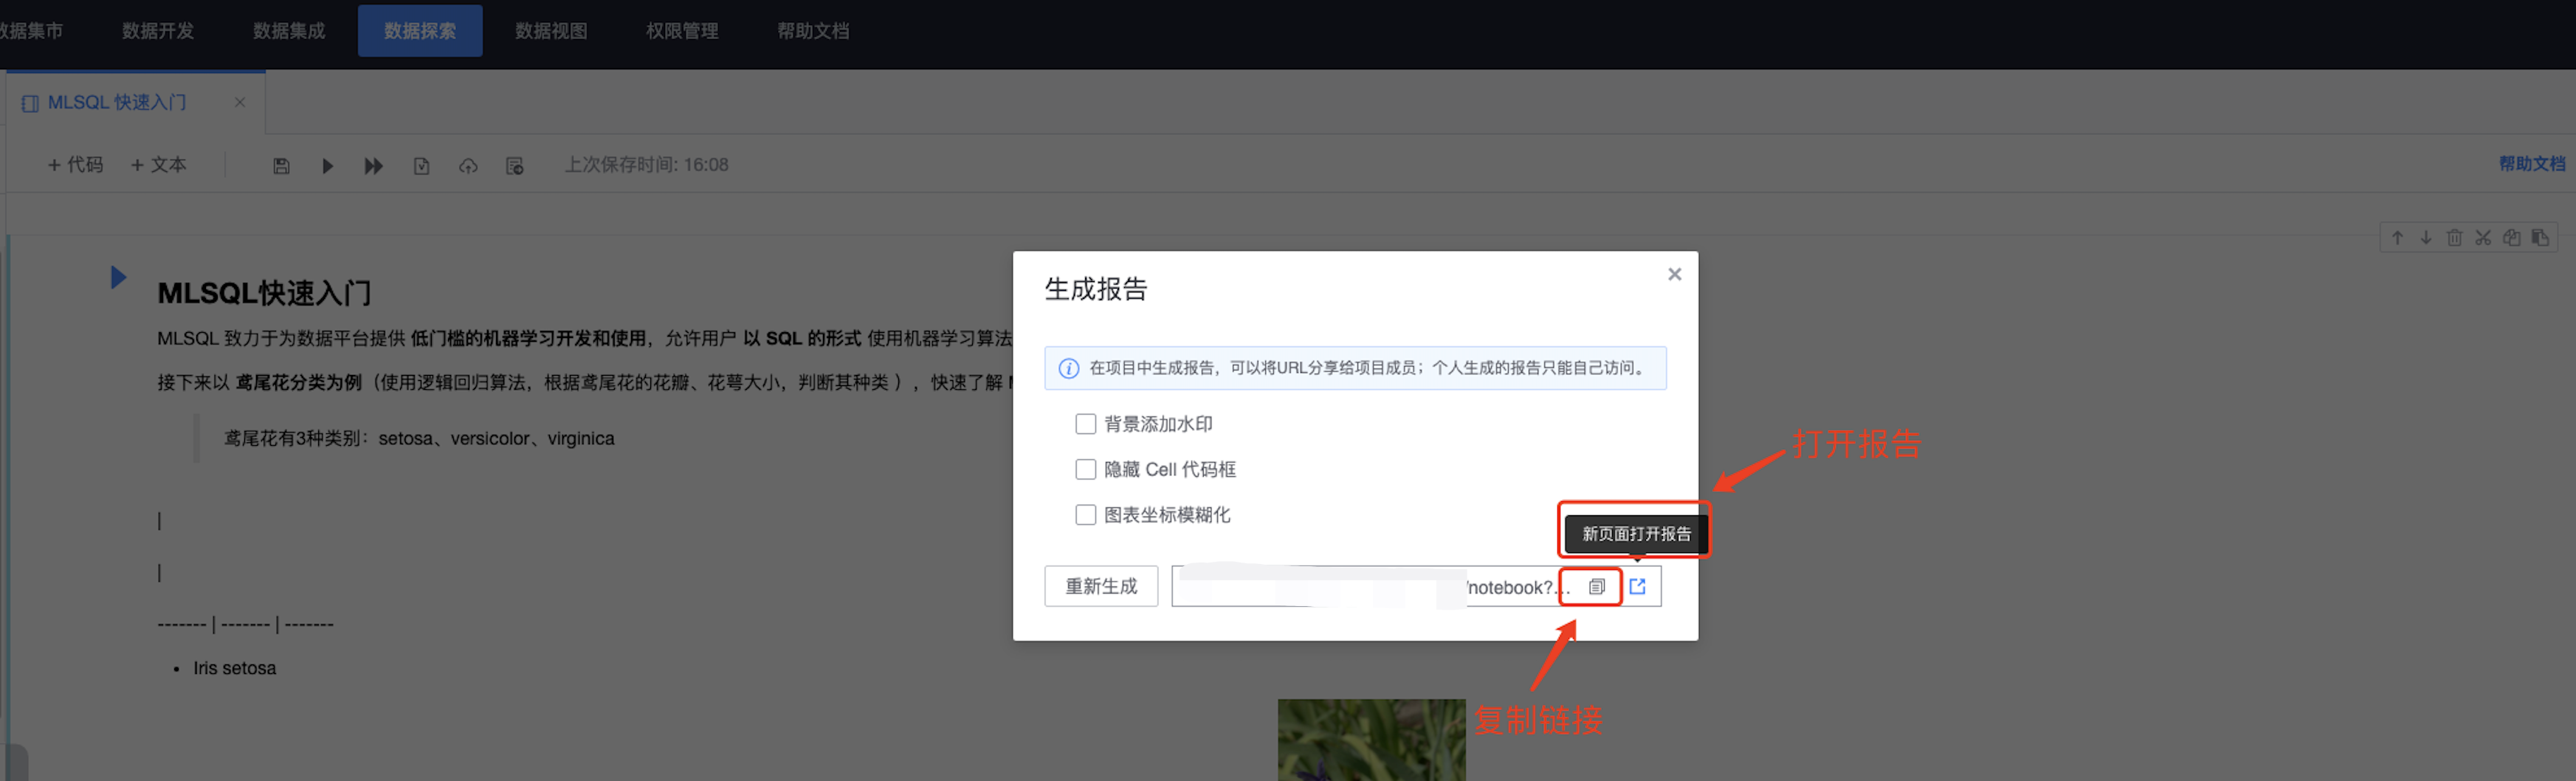 数据集市 数据开发 数据集成 数据探索 数据视图 权限管理 帮助文档
MLSQL 快速入门 ×
+ 代码 + 文本 上次保存时间: 16:08 帮助文档
MLSQL快速入门
MLSQL 致力于为数据平台提供 低门槛的机器学习开发和使用，允许用户 以 SQL 的形式 使用机器学习算法
接下来以 鸢尾花分类为例（使用逻辑回归算法，根据鸢尾花的花瓣、花萼大小，判断其种类 ），快速了解
鸢尾花有3种类别：setosa、versicolor、virginica
|
|
------- | ------- | -------
• Iris setosa
生成报告
在项目中生成报告，可以将URL分享给项目成员；个人生成的报告只能自己访问。
背景添加水印
隐藏 Cell 代码框
图表坐标模糊化
打开报告
新页面打开报告
重新生成 /notebook?...
复制链接